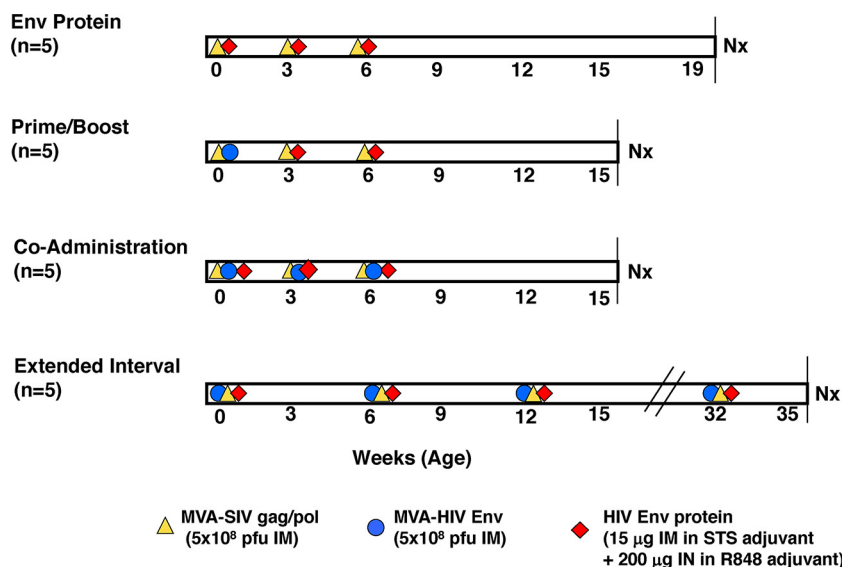 Env Protein
(n=5)
Nx
0 3 6 9 12 15 19
Prime/Boost
(n=5)
Nx
0 3 6 9 12 15
Co-Administration
(n=5)
Nx
0 3 6 9 12 15
Extended Interval
(n=5)
Nx
0 3 6 9 12 15 32 35
Weeks (Age)
MVA-SIV gag/pol
(5x10⁸ pfu IM)
MVA-HIV Env
(5x10⁸ pfu IM)
HIV Env protein
(15 µg IM in STS adjuvant
+ 200 µg IN in R848 adjuvant)